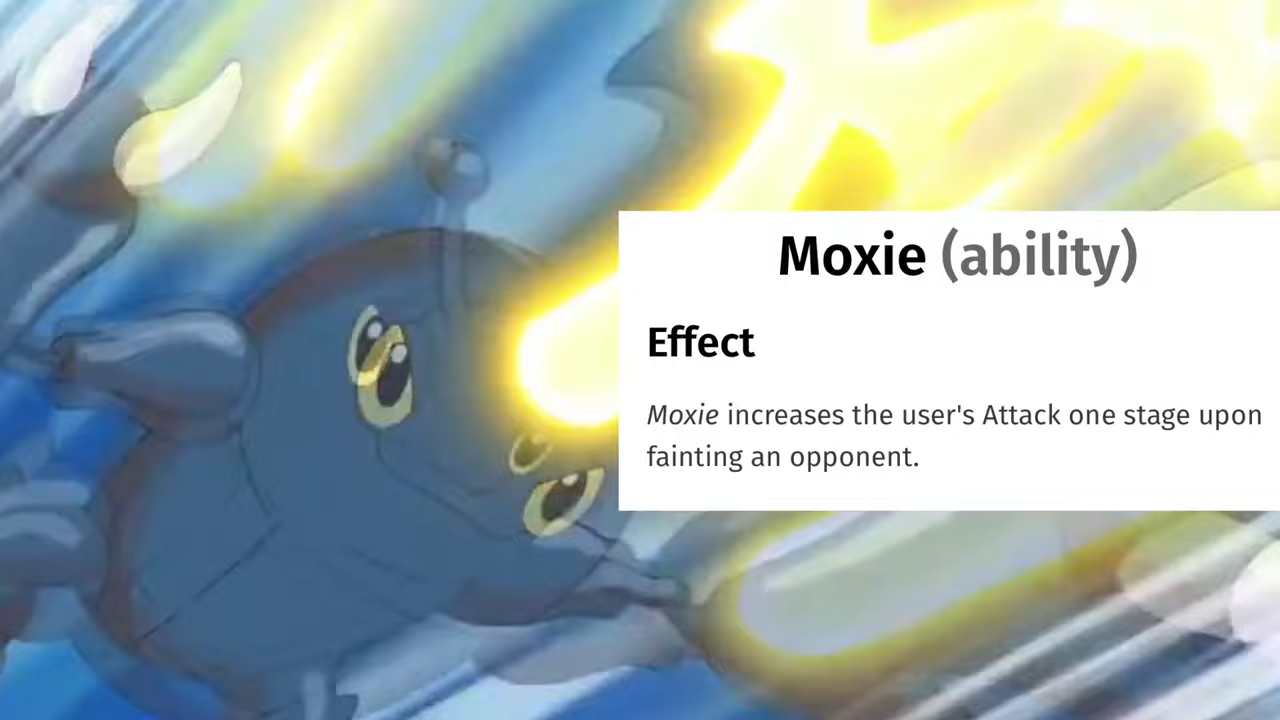 Moxie (ability)
Effect
Moxie increases the user's Attack one stage upon
fainting an opponent.